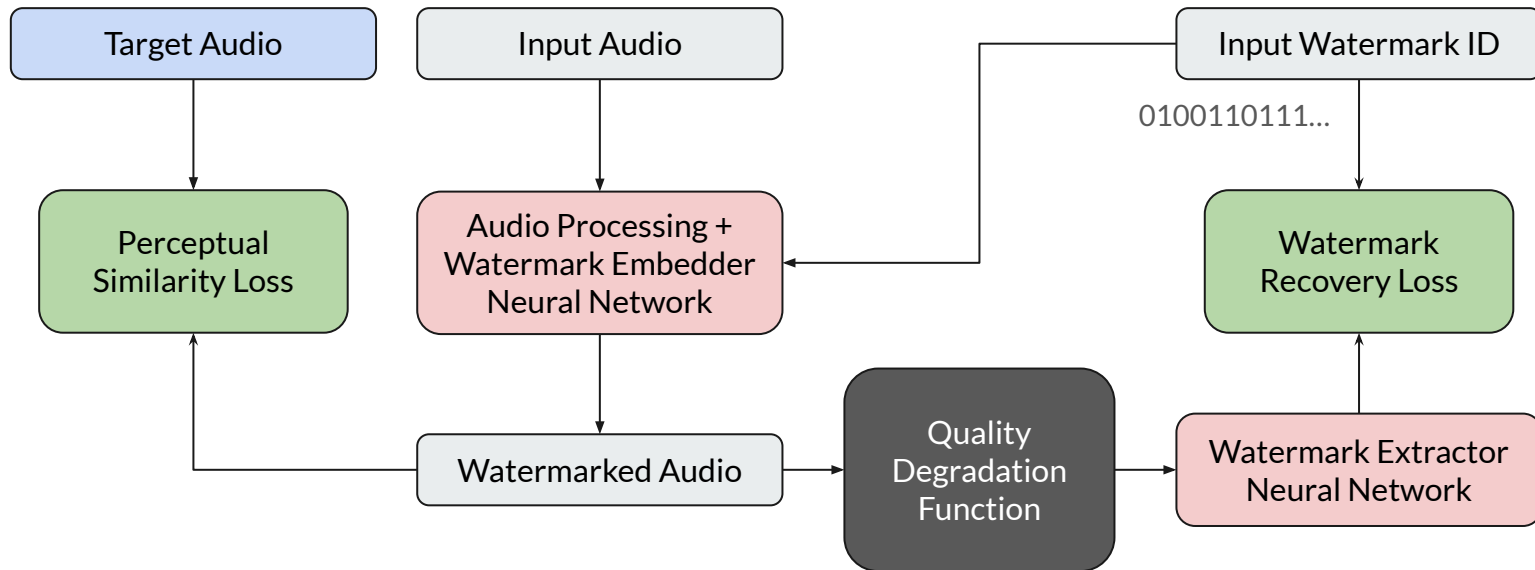 Target Audio
Input Audio
Input Watermark ID
0100110111...
Perceptual
Similarity Loss
Audio Processing +
Watermark Embedder
Neural Network
Watermark
Recovery Loss
Watermarked Audio
Quality
Degradation
Function
Watermark Extractor
Neural Network